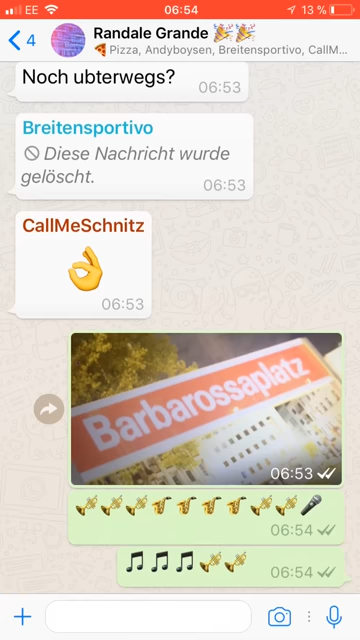 EE 06:54 13 %
4 Randale Grande 🎉🎉
🍕 Pizza, Andyboysen, Breitensportivo, CallM...
Noch ubterwegs?
06:53
Breitensportivo
Diese Nachricht wurde
gelöscht.
06:53
CallMeSchnitz
👌
06:53
Barbarossaplatz
06:53
🎺🎺🎺🎷🎷🎷🎷🎺🎺🎺🎤
06:54
🎵🎵🎵🎺🎺
06:54